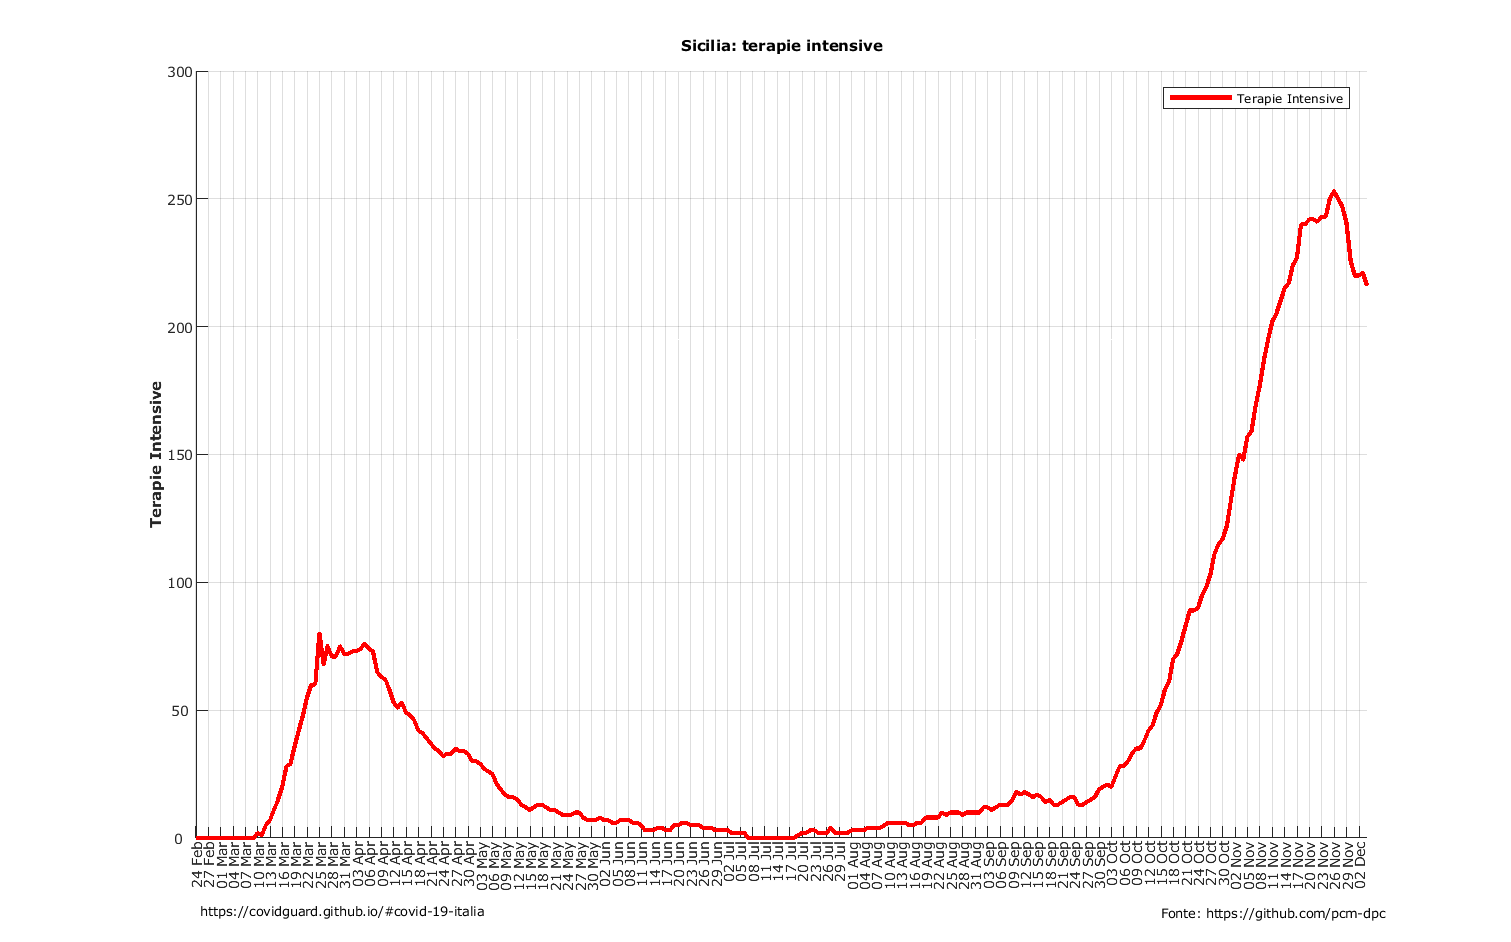 Sicilia: terapie intensive
Terapie Intensive
Terapie Intensive
300
250
200
150
100
50
0
24 Feb
27 Feb
01 Mar
04 Mar
07 Mar
10 Mar
13 Mar
16 Mar
19 Mar
22 Mar
25 Mar
28 Mar
31 Mar
03 Apr
06 Apr
09 Apr
12 Apr
15 Apr
18 Apr
21 Apr
24 Apr
27 Apr
30 Apr
03 May
06 May
09 May
12 May
15 May
18 May
21 May
24 May
27 May
30 May
02 Jun
05 Jun
08 Jun
11 Jun
14 Jun
17 Jun
20 Jun
23 Jun
26 Jun
29 Jun
02 Jul
05 Jul
08 Jul
11 Jul
14 Jul
17 Jul
20 Jul
23 Jul
26 Jul
29 Jul
01 Aug
04 Aug
07 Aug
10 Aug
13 Aug
16 Aug
19 Aug
22 Aug
25 Aug
28 Aug
31 Aug
03 Sep
06 Sep
09 Sep
12 Sep
15 Sep
18 Sep
21 Sep
24 Sep
27 Sep
30 Sep
03 Oct
06 Oct
09 Oct
12 Oct
15 Oct
18 Oct
21 Oct
24 Oct
27 Oct
30 Oct
02 Nov
05 Nov
08 Nov
11 Nov
14 Nov
17 Nov
20 Nov
23 Nov
26 Nov
29 Nov
02 Dec
https://covidguard.github.io/#covid-19-italia
Fonte: https://github.com/pcm-dpc